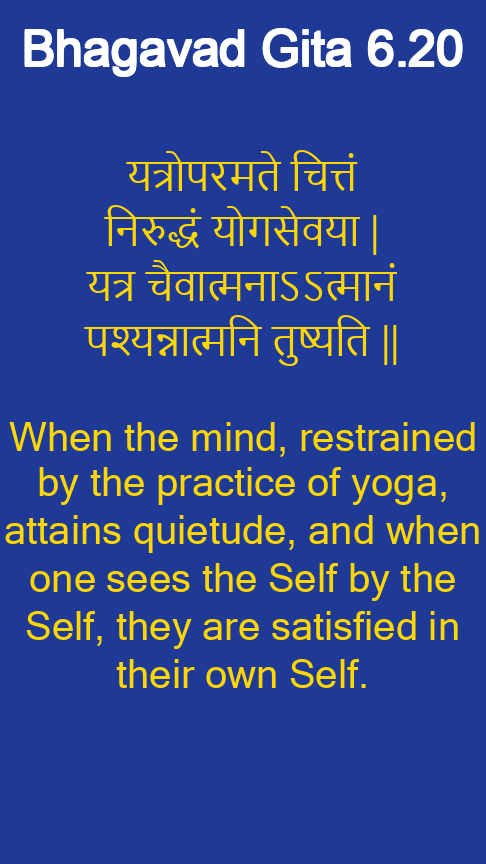 Bhagavad Gita 6.20
यत्रोपरमते चित्तं
निरुद्धं योगसेवया |
यत्र चैवात्मनाऽऽत्मानं
पश्यन्नात्मनि तुष्यति ||
When the mind, restrained
by the practice of yoga,
attains quietude, and when
one sees the Self by the
Self, they are satisfied in
their own Self.